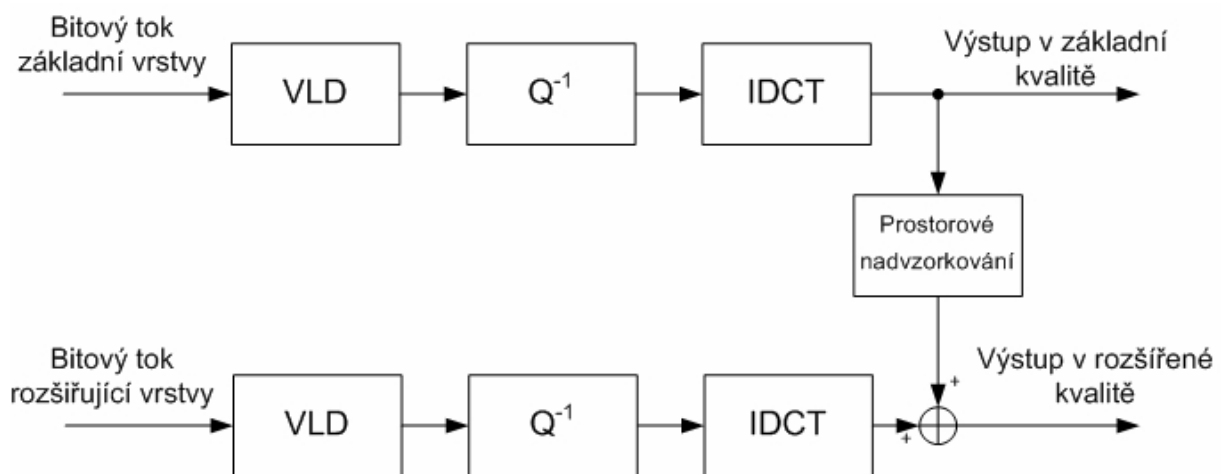 Bitový tok
základní vrstvy
VLD
Q⁻¹
IDCT
Výstup v základní
kvalitě
Prostorové
nadvzorkování
Bitový tok
rozšiřující vrstvy
VLD
Q⁻¹
IDCT
+
+
Výstup v rozšířené
kvalitě